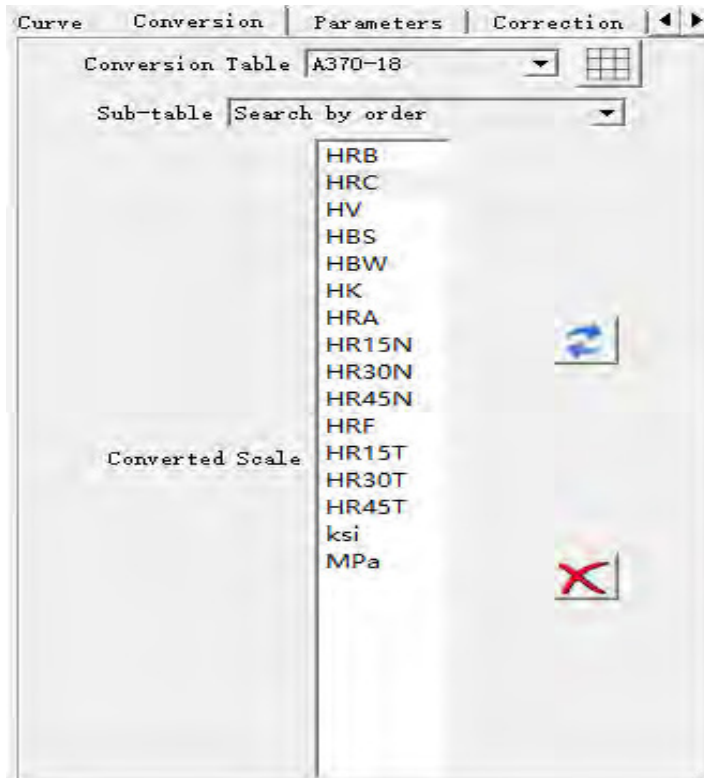 Curve Conversion Parameters Correction
Conversion Table A370-18
Sub-table Search by order
HRB
HRC
HV
HBS
HBW
HK
HRA
HR15N
HR30N
HR45N
HRF
Converted Scale HR15T
HR30T
HR45T
ksi
MPa